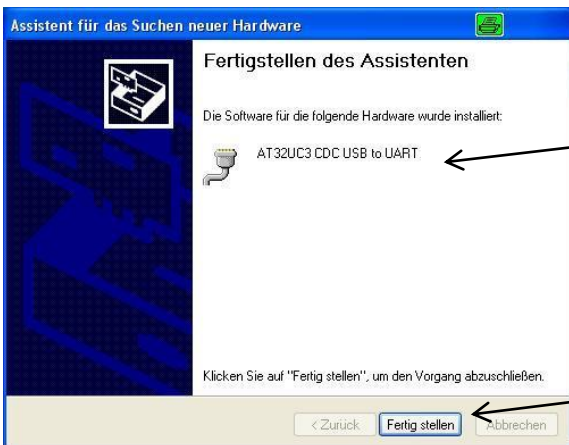 Assistent für das Suchen neuer Hardware
Fertigstellen des Assistenten
Die Software für die folgende Hardware wurde installiert:
AT32UC3 CDC USB to UART
Klicken Sie auf "Fertig stellen", um den Vorgang abzuschließen.
< Zurück
Fertig stellen
Abbrechen